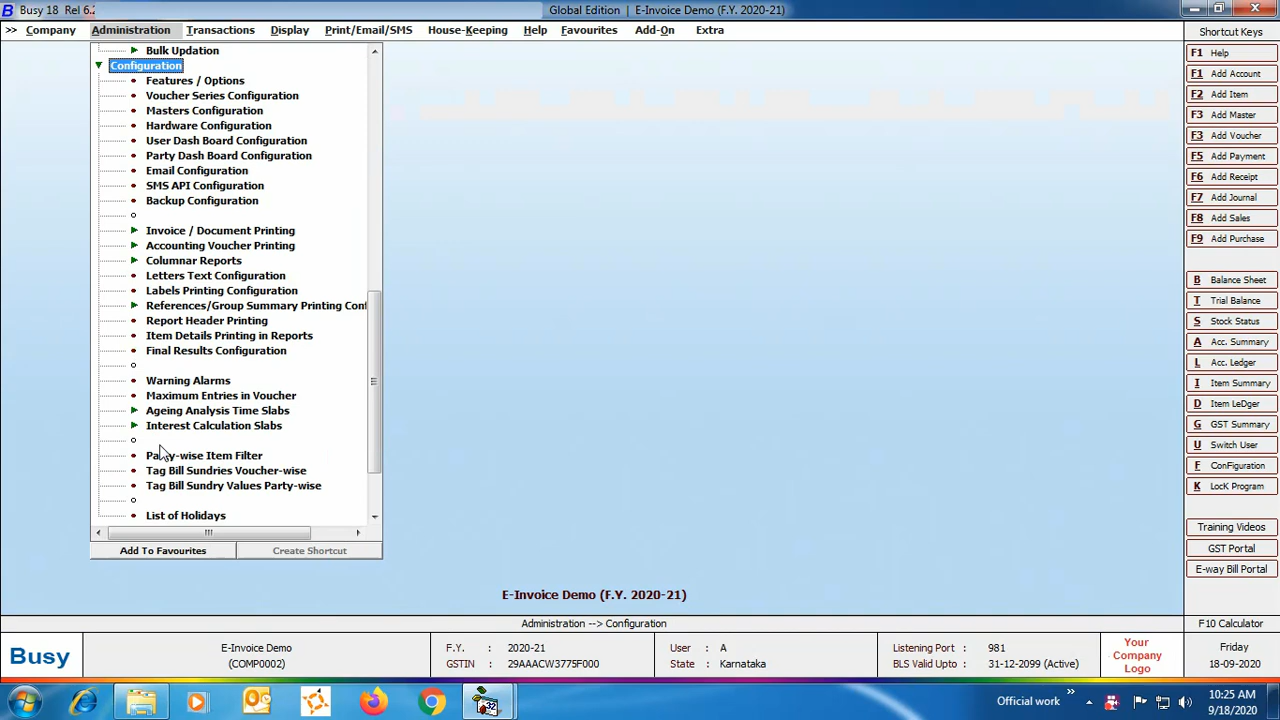 Busy 18 Rel 6.2
Global Edition | E-Invoice Demo (F.Y. 2020-21)
>> Company Administration Transactions Display Print/Email/SMS House-Keeping Help Favourites Add-On Extra
Bulk Updation
Configuration
Features / Options
Voucher Series Configuration
Masters Configuration
Hardware Configuration
User Dash Board Configuration
Party Dash Board Configuration
Email Configuration
SMS API Configuration
Backup Configuration
Invoice / Document Printing
Accounting Voucher Printing
Columnar Reports
Letters Text Configuration
Labels Printing Configuration
References/Group Summary Printing Conf
Report Header Printing
Item Details Printing in Reports
Final Results Configuration
Warning Alarms
Maximum Entries in Voucher
Ageing Analysis Time Slabs
Interest Calculation Slabs
Party-wise Item Filter
Tag Bill Sundries Voucher-wise
Tag Bill Sundry Values Party-wise
List of Holidays
Add To Favourites Create Shortcut
Shortcut Keys
F1 Help
F1 Add Account
F2 Add Item
F3 Add Master
F3 Add Voucher
F5 Add Payment
F6 Add Receipt
F7 Add Journal
F8 Add Sales
F9 Add Purchase
B Balance Sheet
T Trial Balance
S Stock Status
A Acc. Summary
L Acc. Ledger
I Item Summary
D Item LeDger
G GST Summary
U Switch User
F ConFiguration
K LocK Program
Training Videos
GST Portal
E-way Bill Portal
E-Invoice Demo (F.Y. 2020-21)
Administration --> Configuration
F10 Calculator
Busy
E-Invoice Demo
(COMP0002)
F.Y. : 2020-21
GSTIN : 29AAACW3775F000
User : A
State : Karnataka
Listening Port : 981
BLS Valid Upto : 31-12-2099 (Active)
Your
Company
Logo
Friday
18-09-2020
32
Official work
10:25 AM
9/18/2020